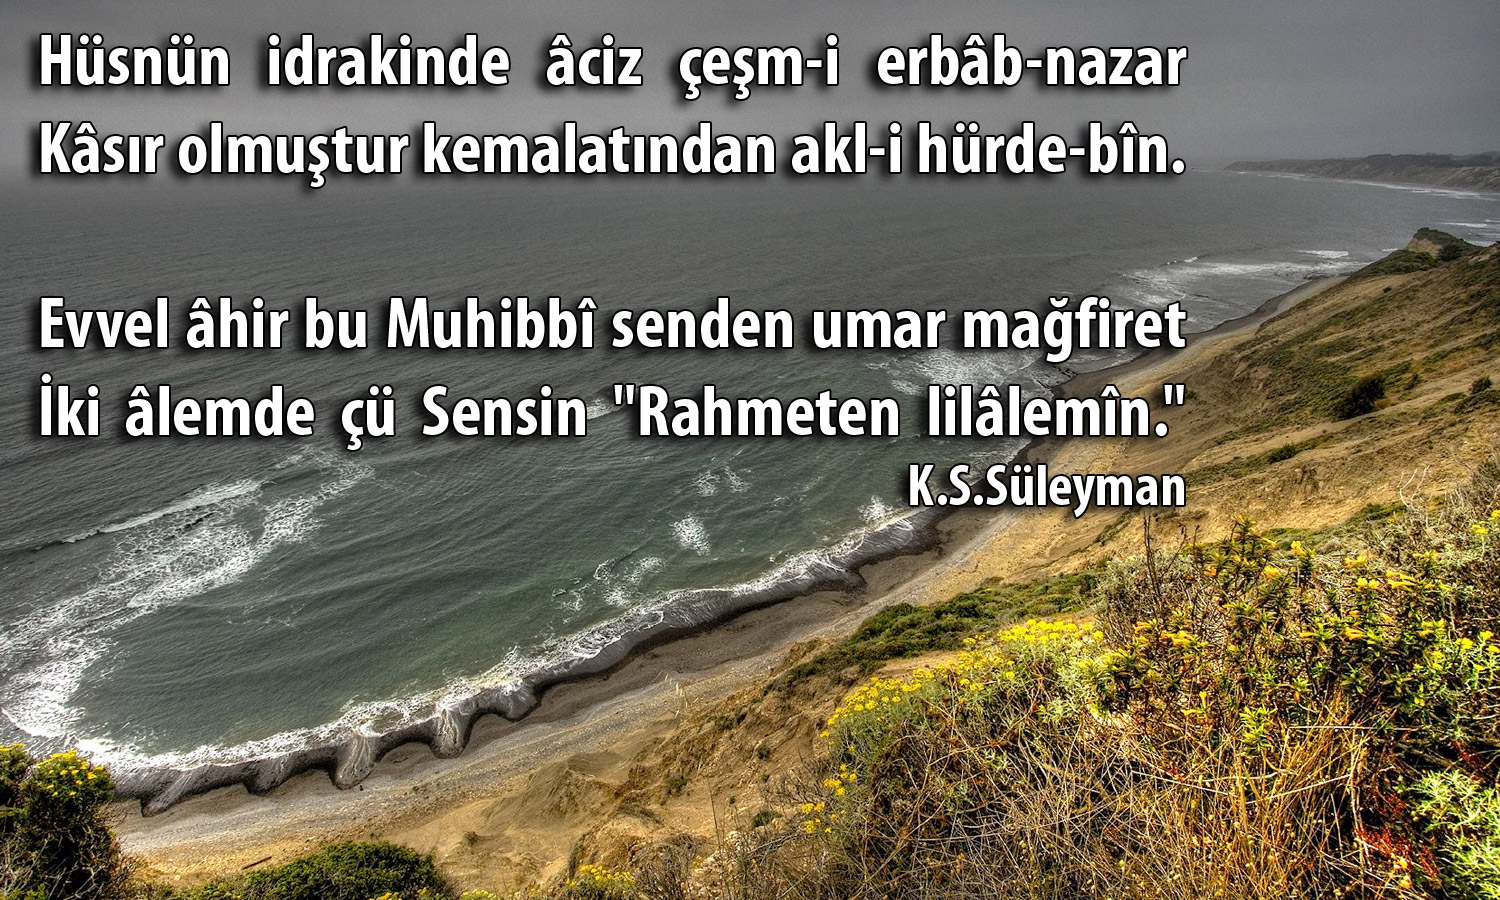 Hüsnün idrakinde âciz çeşm-i erbâb-nazar
Kâsır olmuştur kemalatından akl-i hürde-bîn.
Evvel âhir bu Muhibbî senden umar mağfiret
İki âlemde çü Sensin "Rahmeten lilâlemîn."
K.S.Süleyman